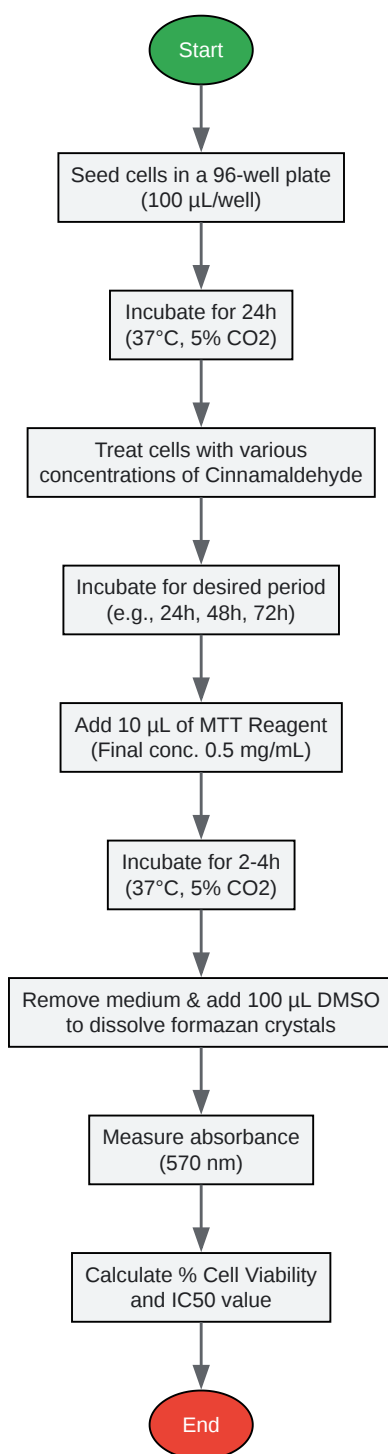 Start
Seed cells in a 96-well plate
(100 µL/well)
Incubate for 24h
(37°C, 5% CO2)
Treat cells with various
concentrations of Cinnamaldehyde
Incubate for desired period
(e.g., 24h, 48h, 72h)
Add 10 µL of MTT Reagent
(Final conc. 0.5 mg/mL)
Incubate for 2-4h
(37°C, 5% CO2)
Remove medium & add 100 µL DMSO
to dissolve formazan crystals
Measure absorbance
(570 nm)
Calculate % Cell Viability
and IC50 value
End